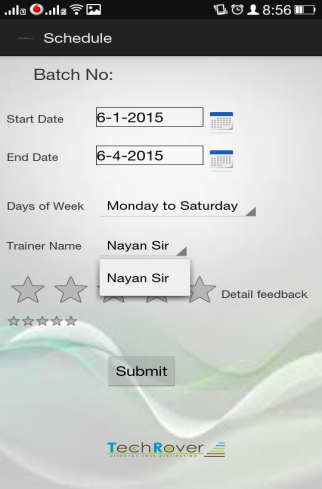 8:56
Schedule
Batch No:
Start Date 6-1-2015
End Date 6-4-2015
Days of Week Monday to Saturday
Trainer Name Nayan Sir
Nayan Sir
Detail feedback
Submit
TechRover